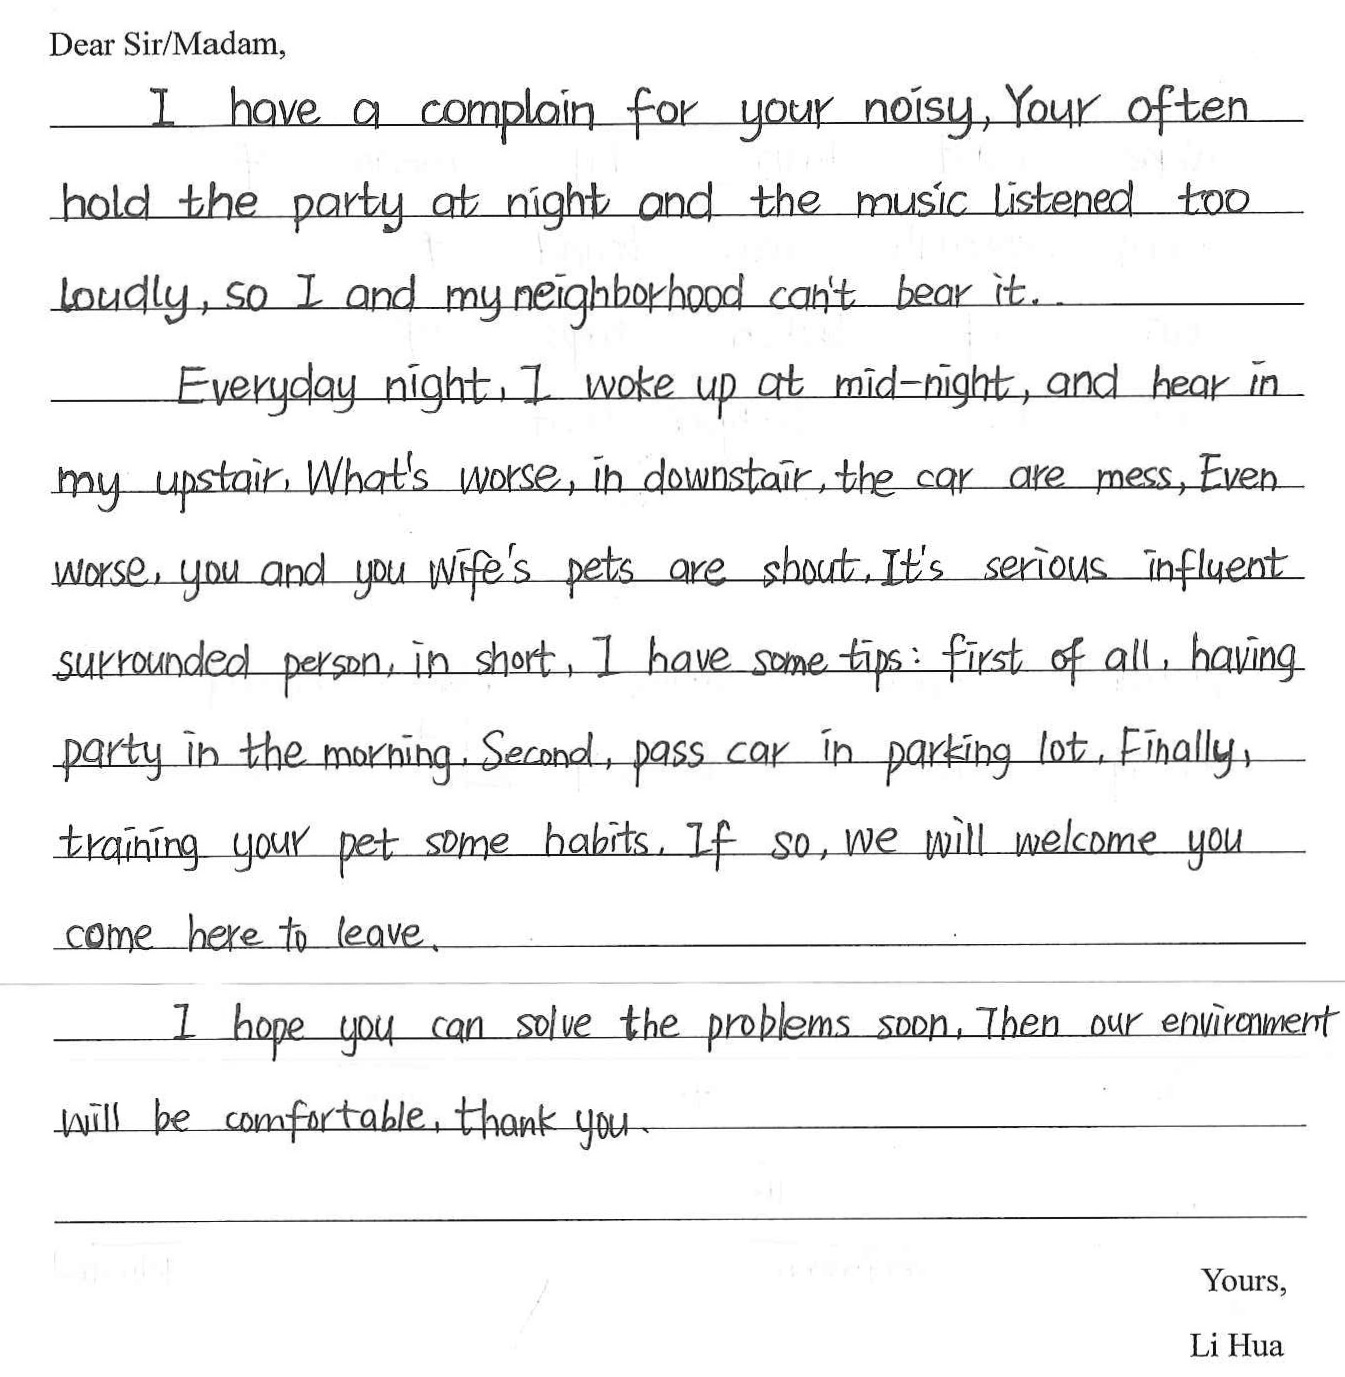 Dear Sir/Madam,
I have a complain for your noisy, Your often
hold the party at night and the music listened too
loudly, so I and my neighborhood can't bear it.
Everyday night, I woke up at mid-night, and hear in
my upstair. What's worse, in downstair, the car are mess, Even
worse, you and you wife's pets are shout. It's serious influent
surrounded person, in short, I have some tips: first of all, having
party in the morning. Second, pass car in parking lot. Finally,
training your pet some habits. If so, we will welcome you
come here to leave.
I hope you can solve the problems soon. Then our environment
will be comfortable, thank you.
Yours,
Li Hua